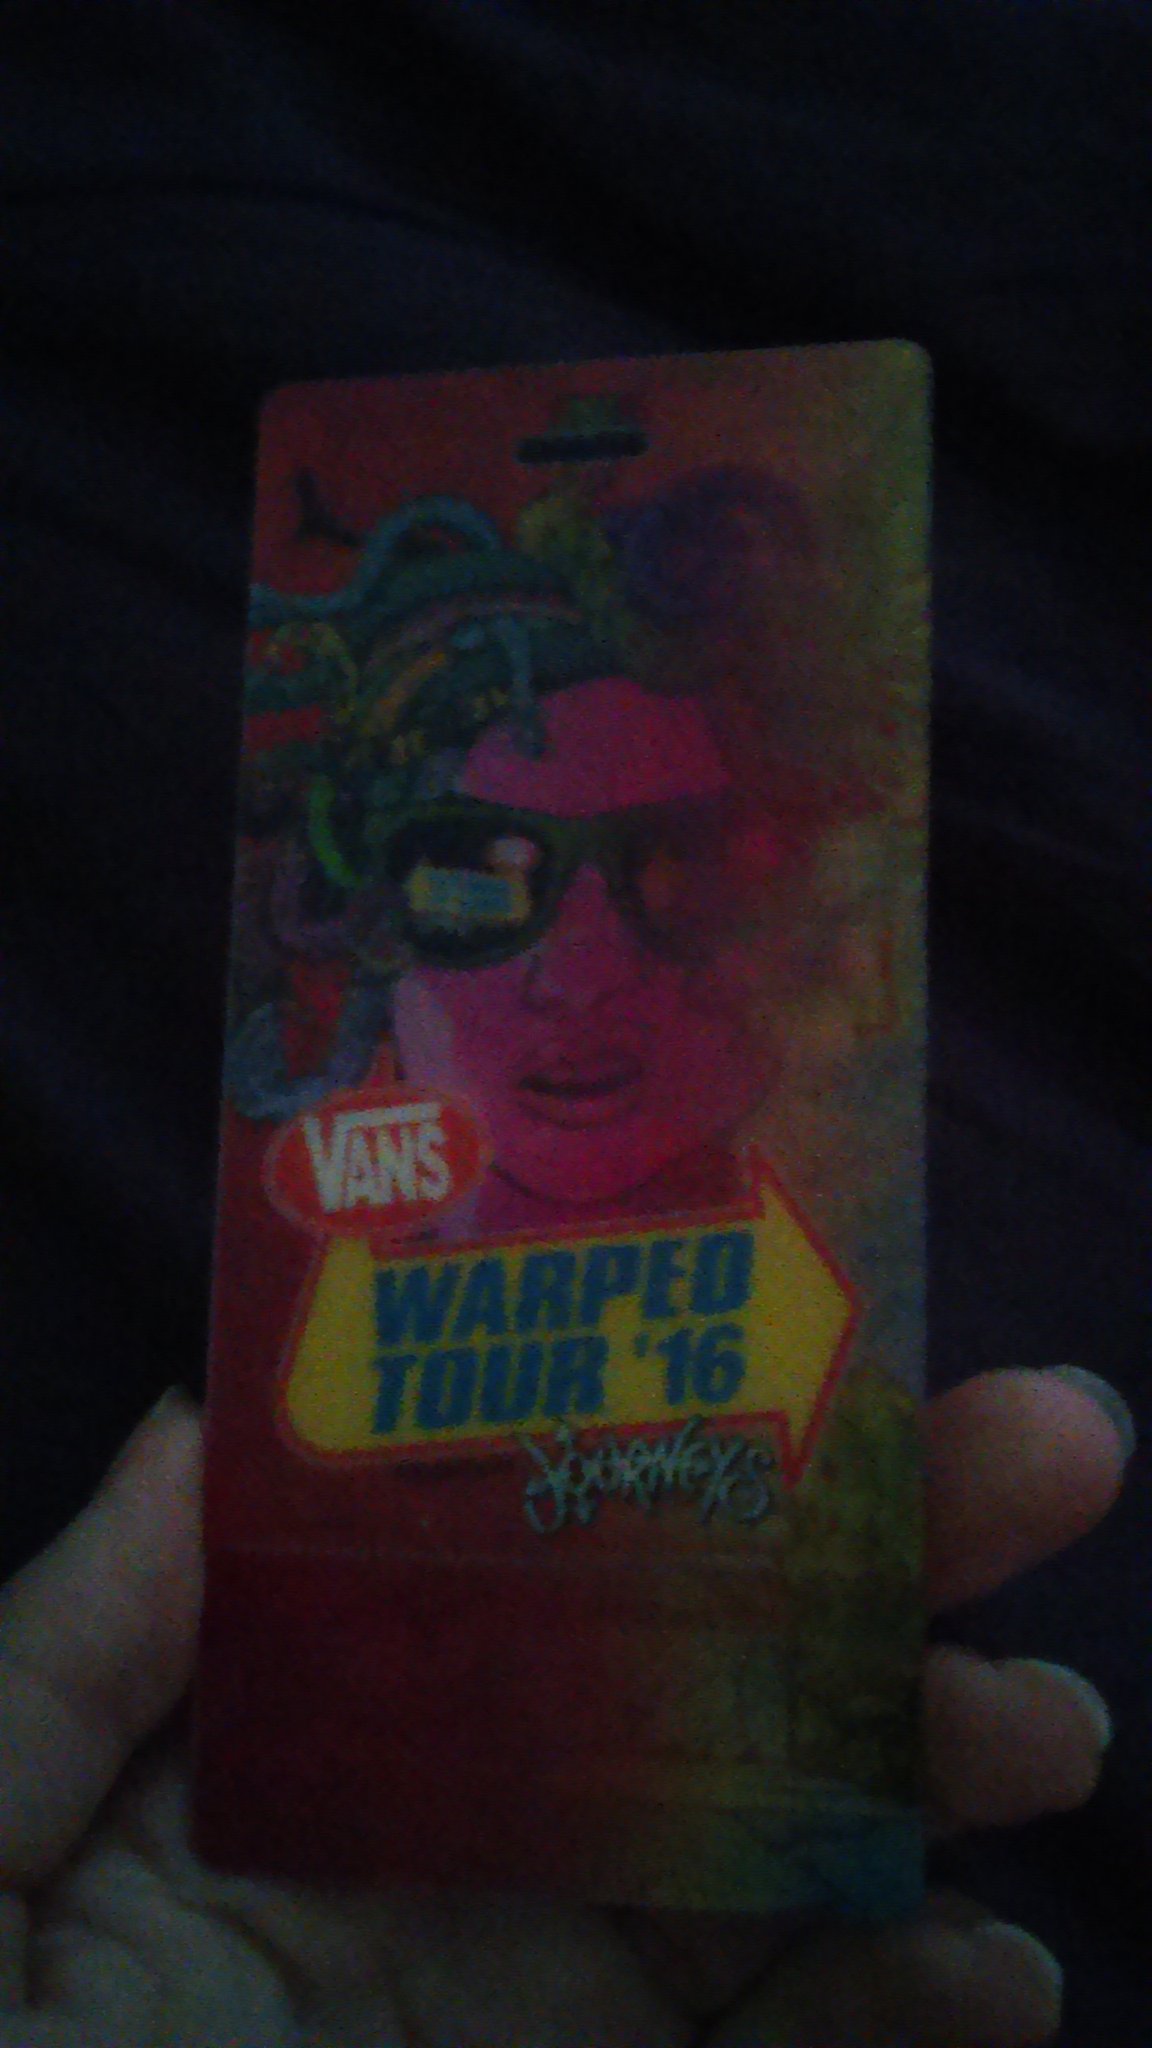 VANS
WARPED
TOUR '16
JOURNEYS